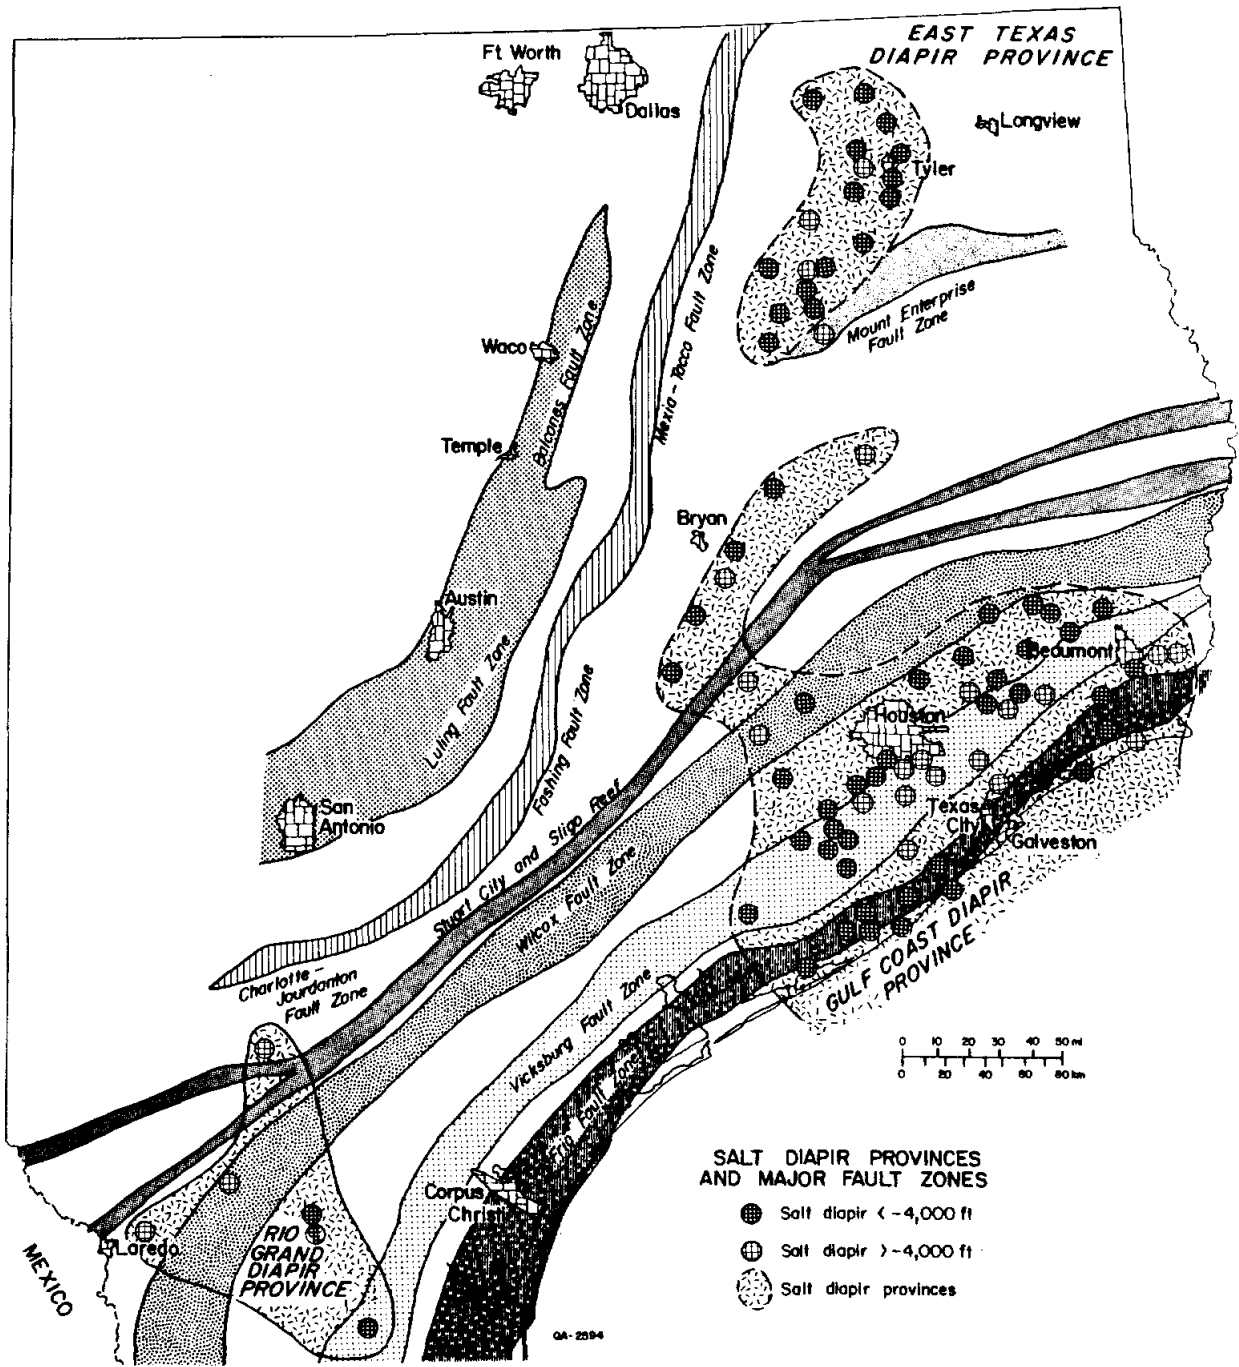 EAST TEXAS
DIAPIR PROVINCE
Ft Worth
Dallas
Longview
Tyler
Mount Enterprise
Fault Zone
Mexia-Tacco Fault Zone
Balcones Fault Zone
Waco
Temple
Bryan
Austin
Luling Fault Zone
Fashing Fault Zone
Beaumont
Houston
San
Antonio
Texas
City
Galveston
Stuart City and Sligo Reef
Wilcox Fault Zone
GULF COAST DIAPIR
PROVINCE
Charlotte-
Jourdanton
Fault Zone
Vicksburg Fault Zone
Frio Fault Zone
0 10 20 30 40 50 mi
0 20 40 60 80 km
Corpus
Christi
Laredo
RIO
GRAND
DIAPIR
PROVINCE
MEXICO
SALT DIAPIR PROVINCES
AND MAJOR FAULT ZONES
Salt diapir < -4,000 ft
Salt diapir > -4,000 ft
Salt diapir provinces
QA-2594